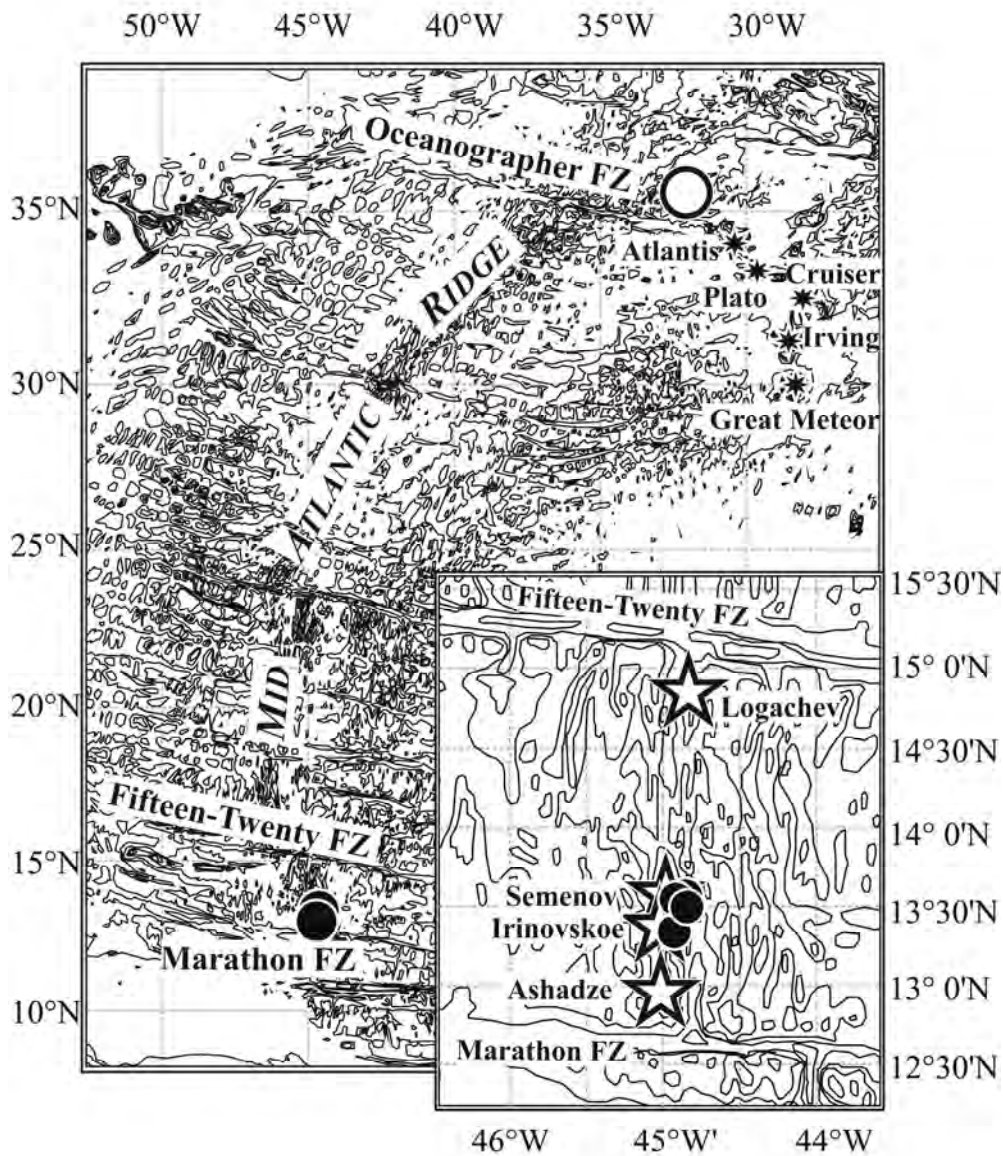 50°W 45°W 40°W 35°W 30°W
Oceanographer FZ
35°N
Atlantis
Cruiser
Plato
RIDGE
Irving
30°N
Great Meteor
ATLANTIC
25°N
15°30'N
Fifteen-Twenty FZ
15° 0'N
MID
20°N
Logachev
14°30'N
Fifteen-Twenty FZ
14° 0'N
15°N
Semenov
13°30'N
Irinovskoe
Marathon FZ
Ashadze
13° 0'N
10°N
Marathon FZ
12°30'N
46°W 45°W' 44°W